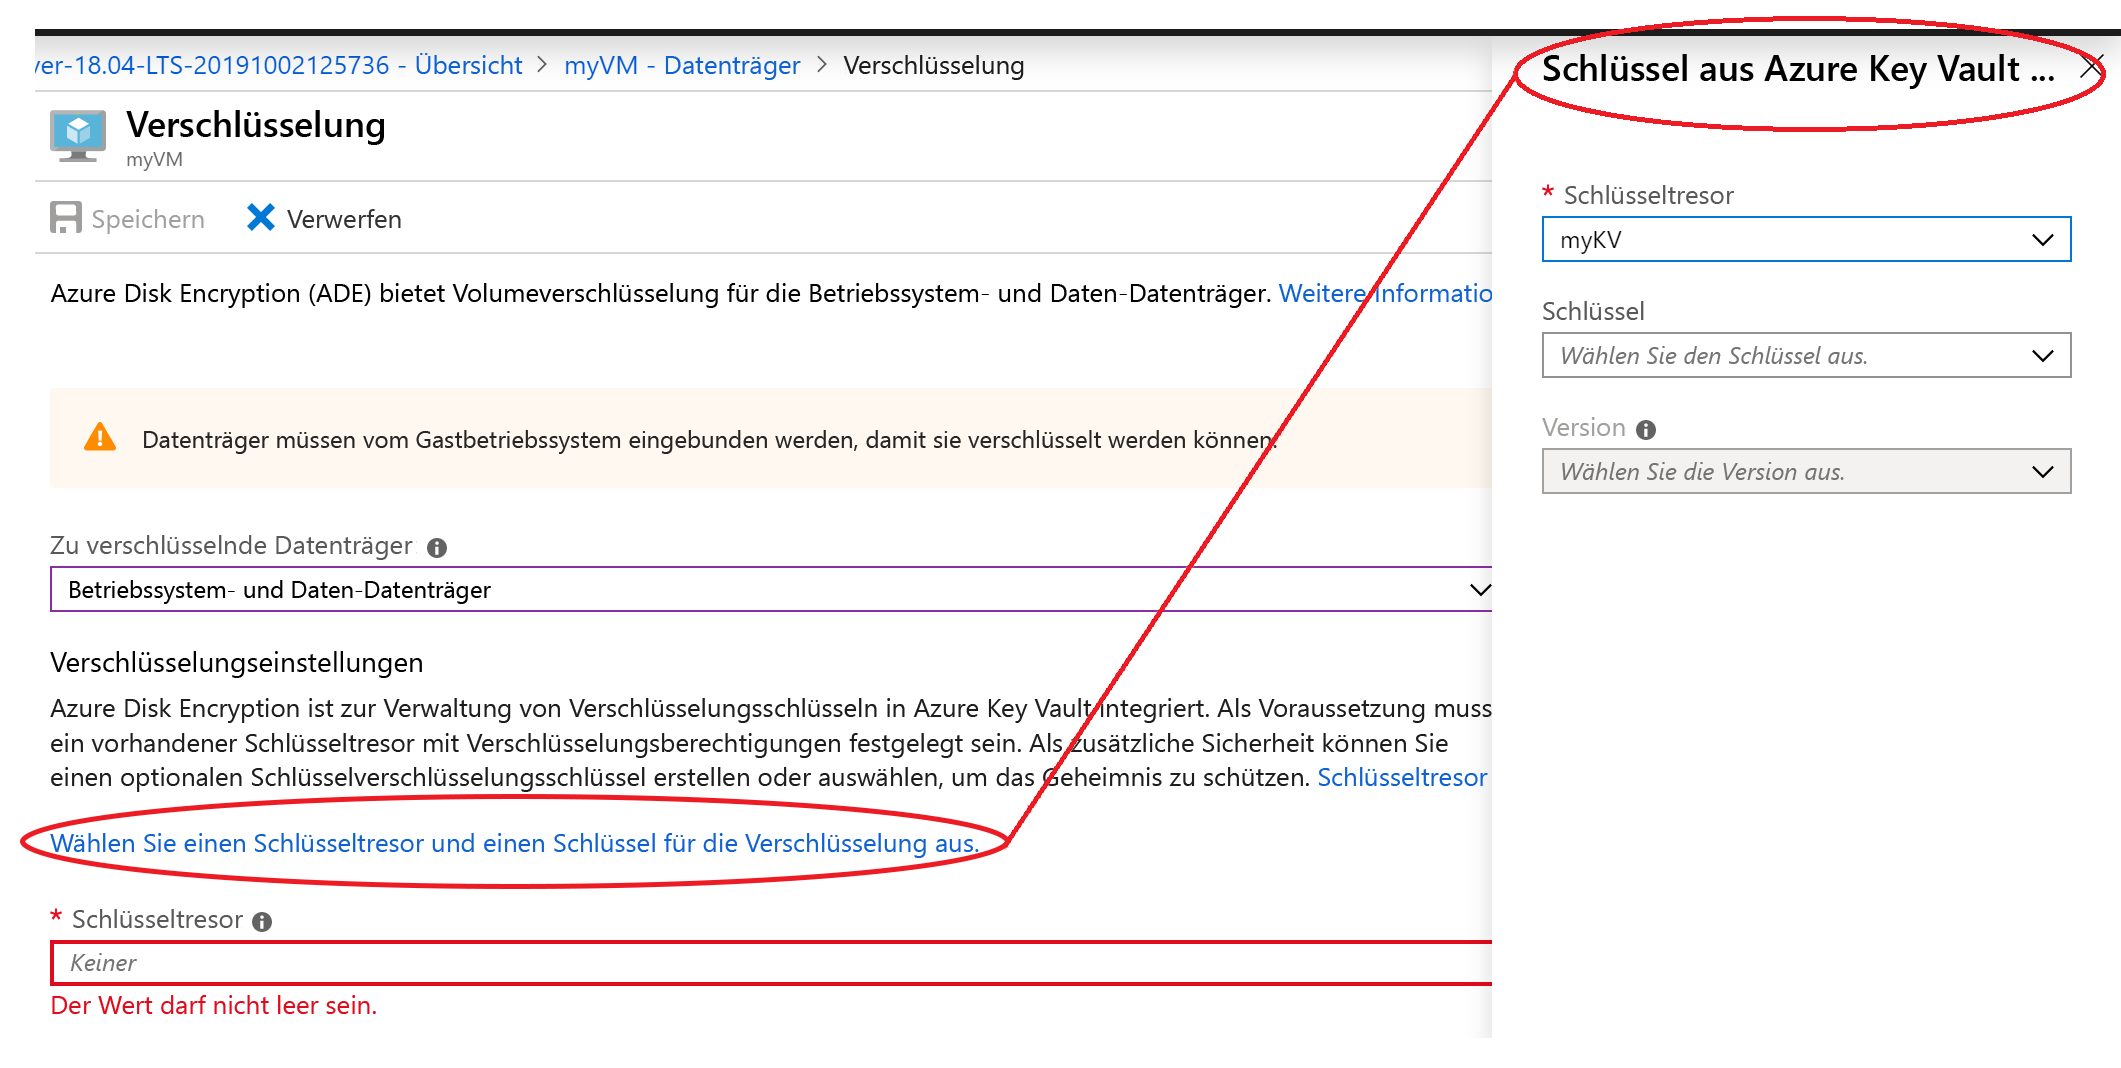 ver-18.04-LTS-20191002125736 - Übersicht > myVM - Datenträger > Verschlüsselung
Verschlüsselung
myVM
Speichern Verwerfen
Azure Disk Encryption (ADE) bietet Volumeverschlüsselung für die Betriebssystem- und Daten-Datenträger. Weitere Informatio
Datenträger müssen vom Gastbetriebssystem eingebunden werden, damit sie verschlüsselt werden können.
Zu verschlüsselnde Datenträger
Betriebssystem- und Daten-Datenträger
Verschlüsselungseinstellungen
Azure Disk Encryption ist zur Verwaltung von Verschlüsselungsschlüsseln in Azure Key Vault integriert. Als Voraussetzung muss
ein vorhandener Schlüsseltresor mit Verschlüsselungsberechtigungen festgelegt sein. Als zusätzliche Sicherheit können Sie
einen optionalen Schlüsselverschlüsselungsschlüssel erstellen oder auswählen, um das Geheimnis zu schützen. Schlüsseltresor
Wählen Sie einen Schlüsseltresor und einen Schlüssel für die Verschlüsselung aus.
* Schlüsseltresor
Keiner
Der Wert darf nicht leer sein.
Schlüssel aus Azure Key Vault ...
* Schlüsseltresor
myKV
Schlüssel
Wählen Sie den Schlüssel aus.
Version
Wählen Sie die Version aus.